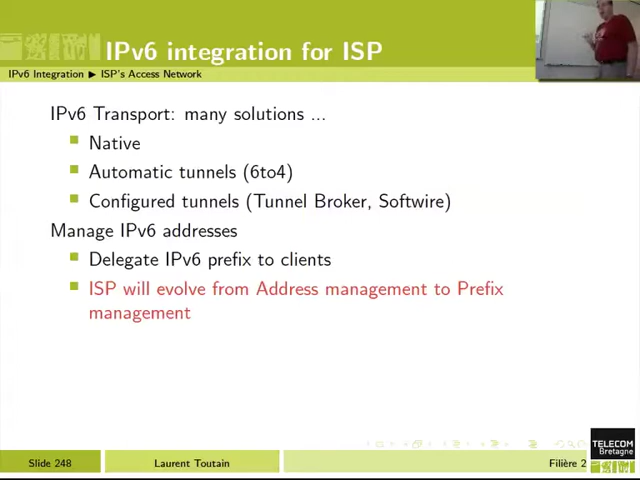 IPv6 integration for ISP
IPv6 Integration ▶ ISP's Access Network
IPv6 Transport: many solutions ...
Native
Automatic tunnels (6to4)
Configured tunnels (Tunnel Broker, Softwire)
Manage IPv6 addresses
Delegate IPv6 prefix to clients
ISP will evolve from Address management to Prefix
management
TELECOM
Bretagne
Slide 248
Laurent Toutain
Filière 2